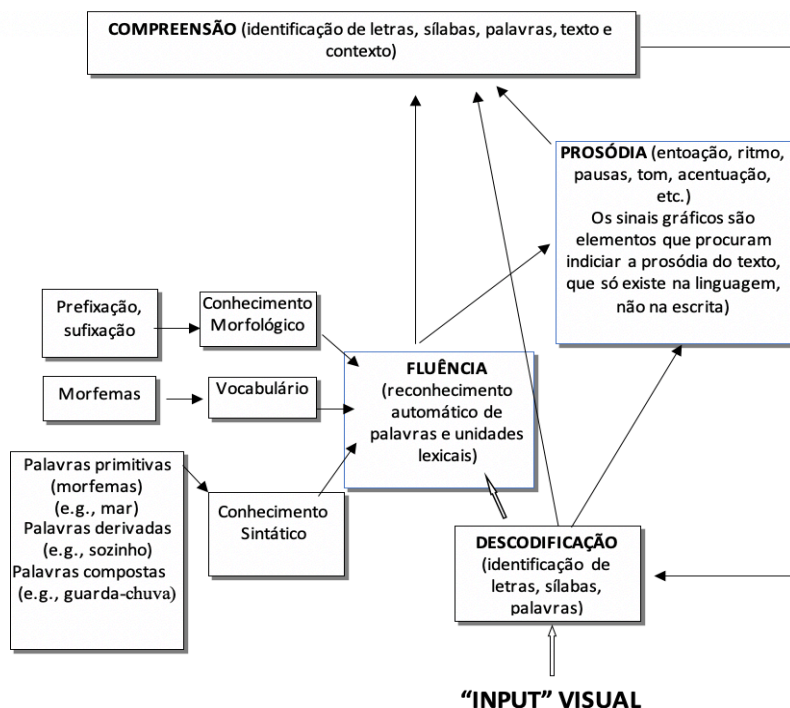 COMPREENSÃO (identificação de letras, sílabas, palavras, texto e
contexto)
PROSÓDIA (entoação, ritmo,
pausas, tom, acentuação,
etc.)
Os sinais gráficos são
elementos que procuram
indiciar a prosódia do texto,
que só existe na linguagem,
não na escrita)
Prefixação,
sufixação
Conhecimento
Morfológico
Morfemas
Vocabulário
FLUÊNCIA
(reconhecimento
automático de
palavras e unidades
lexicais)
Palavras primitivas
(morfemas)
(e.g., mar)
Palavras derivadas
(e.g., sozinho)
Palavras compostas
(e.g., guarda-chuva)
Conhecimento
Sintático
DESCODIFICAÇÃO
(identificação de
letras, sílabas,
palavras)
“INPUT” VISUAL